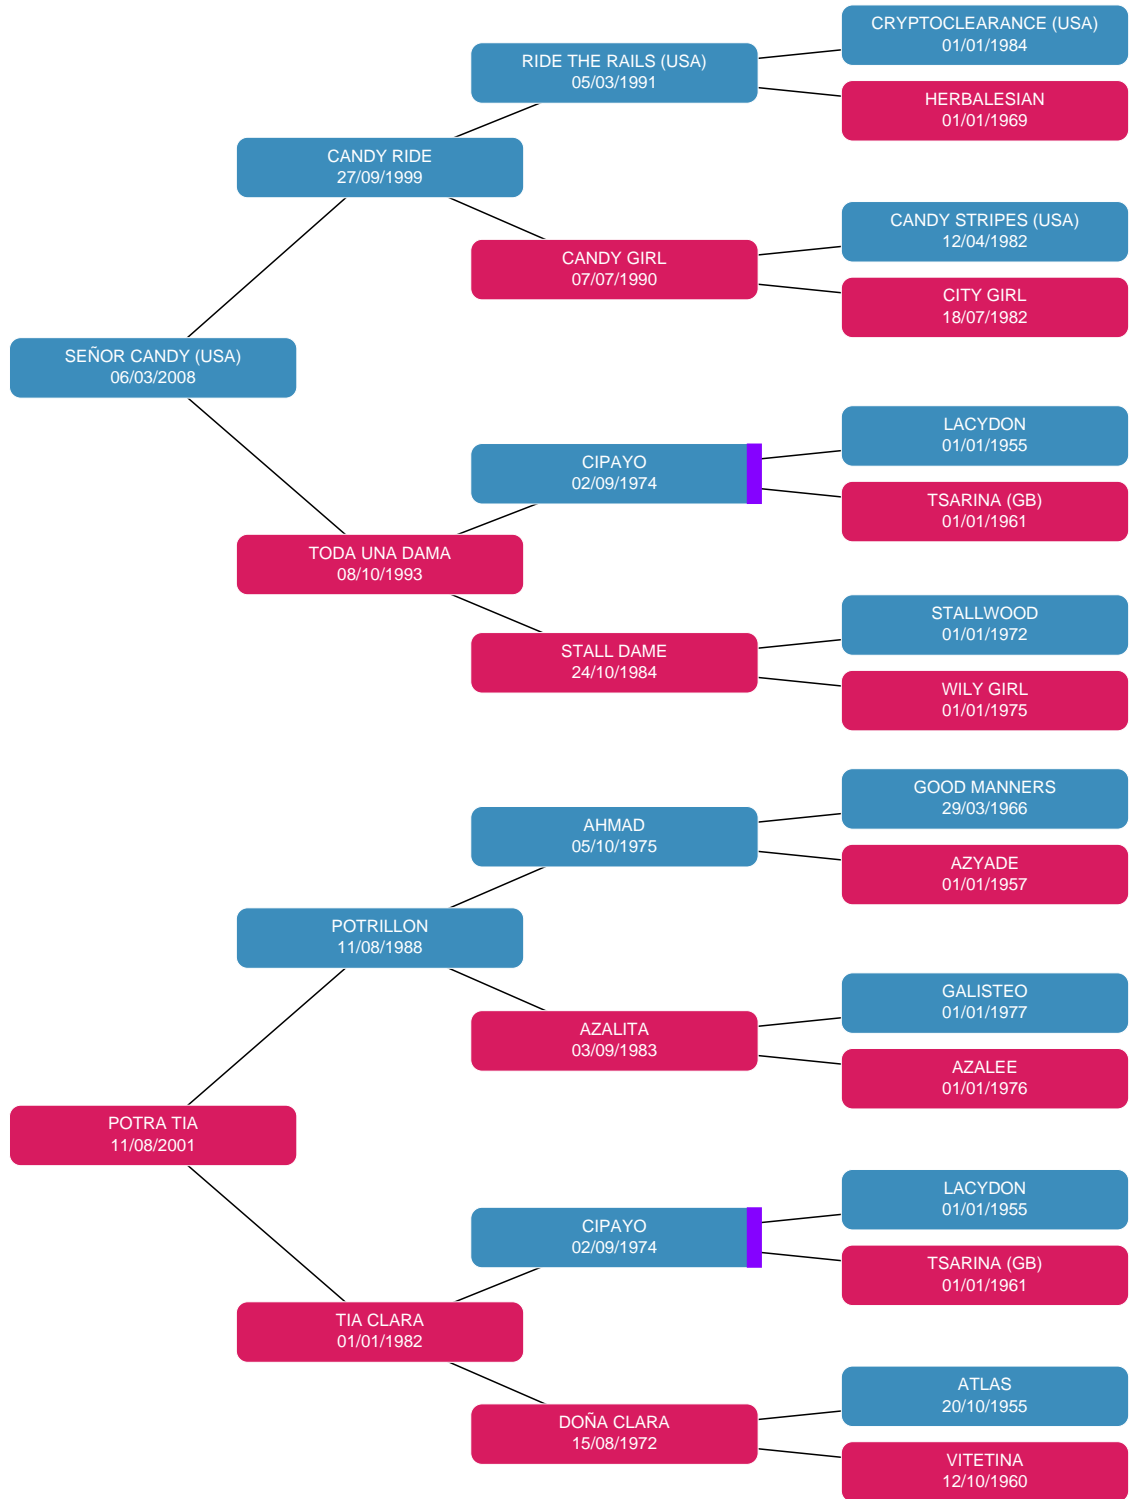 CRYPTOCLEARANCE (USA)
01/01/1984
RIDE THE RAILS (USA)
05/03/1991
HERBALESIAN
01/01/1969
CANDY RIDE
27/09/1999
CANDY STRIPES (USA)
12/04/1982
CANDY GIRL
07/07/1990
CITY GIRL
18/07/1982
SEÑOR CANDY (USA)
06/03/2008
LACYDON
01/01/1955
CIPAYO
02/09/1974
TSARINA (GB)
01/01/1961
TODA UNA DAMA
08/10/1993
STALLWOOD
01/01/1972
STALL DAME
24/10/1984
WILY GIRL
01/01/1975
GOOD MANNERS
29/03/1966
AHMAD
05/10/1975
AZYADE
01/01/1957
POTRILLON
11/08/1988
GALISTEO
01/01/1977
AZALITA
03/09/1983
AZALEE
01/01/1976
POTRA TIA
11/08/2001
LACYDON
01/01/1955
CIPAYO
02/09/1974
TSARINA (GB)
01/01/1961
TIA CLARA
01/01/1982
ATLAS
20/10/1955
DOÑA CLARA
15/08/1972
VITETINA
12/10/1960